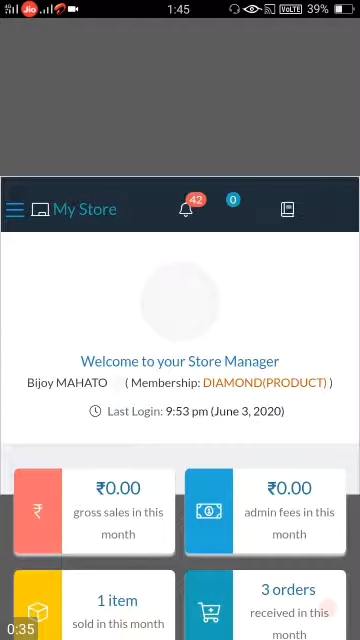 4G Jio 1:45 VoLTE 39%
My Store 42 0
Welcome to your Store Manager
Bijoy MAHATO ( Membership: DIAMOND(PRODUCT) )
Last Login: 9:53 pm (June 3, 2020)
₹0.00
gross sales in this
month
₹0.00
admin fees in this
month
1 item
sold in this month
3 orders
received in this
month
0:35